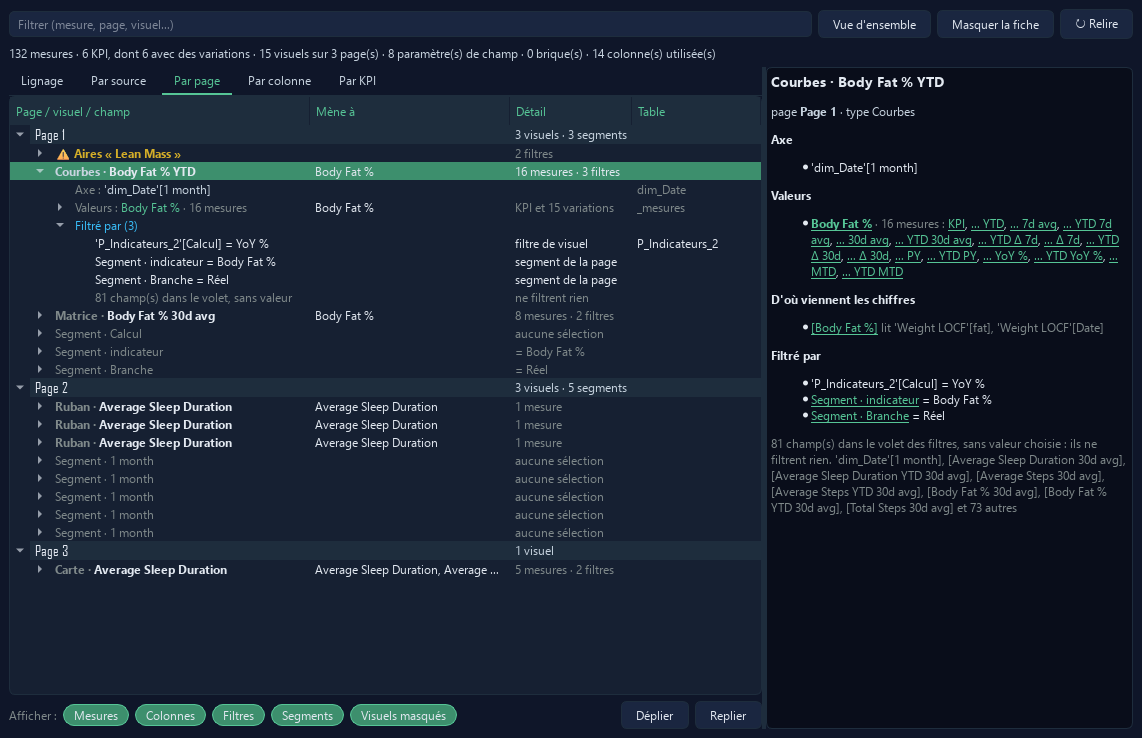 Filtrer (mesure, page, visuel...)
Vue d'ensemble
Masquer la fiche
↻ Relire
132 mesures · 6 KPI, dont 6 avec des variations · 15 visuels sur 3 page(s) · 8 paramètre(s) de champ · 0 brique(s) · 14 colonne(s) utilisée(s)
Lignage Par source Par page Par colonne Par KPI
Page / visuel / champ Mène à Détail Table
Page 1 3 visuels · 3 segments
Aires « Lean Mass » 2 filtres
Courbes · Body Fat % YTD Body Fat % 16 mesures · 3 filtres
Axe : 'dim_Date'[1 month] dim_Date
Valeurs : Body Fat % · 16 mesures Body Fat % KPI et 15 variations _mesures
Filtré par (3)
'P_Indicateurs_2'[Calcul] = YoY % filtre de visuel P_Indicateurs_2
Segment · indicateur = Body Fat % segment de la page
Segment · Branche = Réel segment de la page
81 champ(s) dans le volet, sans valeur ne filtrent rien
Matrice · Body Fat % 30d avg Body Fat % 8 mesures · 2 filtres
Segment · Calcul aucune sélection
Segment · indicateur = Body Fat %
Segment · Branche = Réel
Page 2 3 visuels · 5 segments
Ruban · Average Sleep Duration Average Sleep Duration 1 mesure
Ruban · Average Sleep Duration Average Sleep Duration 1 mesure
Ruban · Average Sleep Duration Average Sleep Duration 1 mesure
Segment · 1 month aucune sélection
Segment · 1 month aucune sélection
Segment · 1 month aucune sélection
Segment · 1 month aucune sélection
Segment · 1 month aucune sélection
Page 3 1 visuel
Carte · Average Sleep Duration Average Sleep Duration, Average ... 5 mesures · 2 filtres
Afficher : Mesures Colonnes Filtres Segments Visuels masqués Déplier Replier
Courbes · Body Fat % YTD
page Page 1 · type Courbes
Axe
• 'dim_Date'[1 month]
Valeurs
• Body Fat % · 16 mesures : KPI, ... YTD, ... 7d avg, ... YTD 7d
avg, ... 30d avg, ... YTD 30d avg, ... YTD Δ 7d, ... Δ 7d, ... YTD
Δ 30d, ... Δ 30d, ... PY, ... YTD PY, ... YoY %, ... YTD YoY %, ...
MTD, ... YTD MTD
D'où viennent les chiffres
• [Body Fat %] lit 'Weight LOCF'[fat], 'Weight LOCF'[Date]
Filtré par
• 'P_Indicateurs_2'[Calcul] = YoY %
• Segment · indicateur = Body Fat %
• Segment · Branche = Réel
81 champ(s) dans le volet des filtres, sans valeur choisie : ils ne
filtrent rien. 'dim_Date'[1 month], [Average Sleep Duration 30d avg],
[Average Sleep Duration YTD 30d avg], [Average Steps 30d avg],
[Average Steps YTD 30d avg], [Body Fat % 30d avg], [Body Fat %
YTD 30d avg], [Total Steps 30d avg] et 73 autres